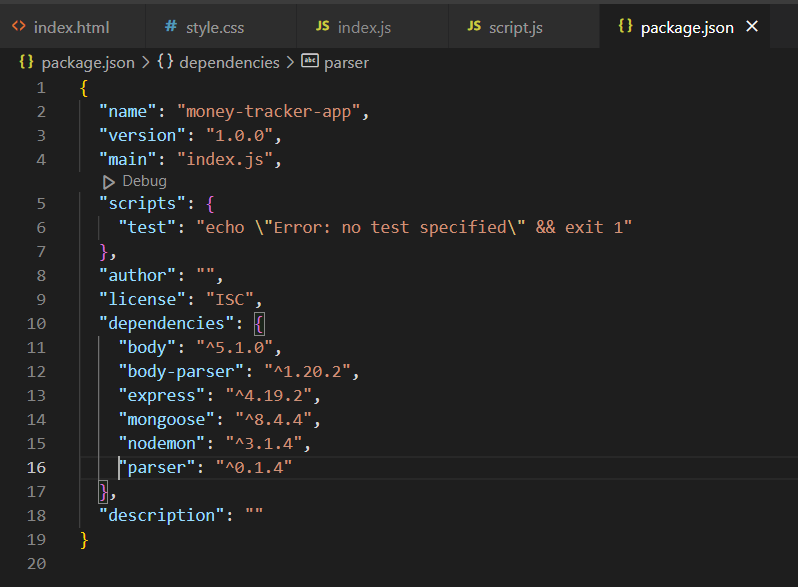 <> index.html # style.css JS index.js JS script.js {} package.json ×
{} package.json > {} dependencies > abc parser
1 {
2 "name": "money-tracker-app",
3 "version": "1.0.0",
4 "main": "index.js",
Debug
5 "scripts": {
6 "test": "echo \"Error: no test specified\" && exit 1"
7 },
8 "author": "",
9 "license": "ISC",
10 "dependencies": {
11 "body": "^5.1.0",
12 "body-parser": "^1.20.2",
13 "express": "^4.19.2",
14 "mongoose": "^8.4.4",
15 "nodemon": "^3.1.4",
16 "parser": "^0.1.4"
17 },
18 "description": ""
19 }
20